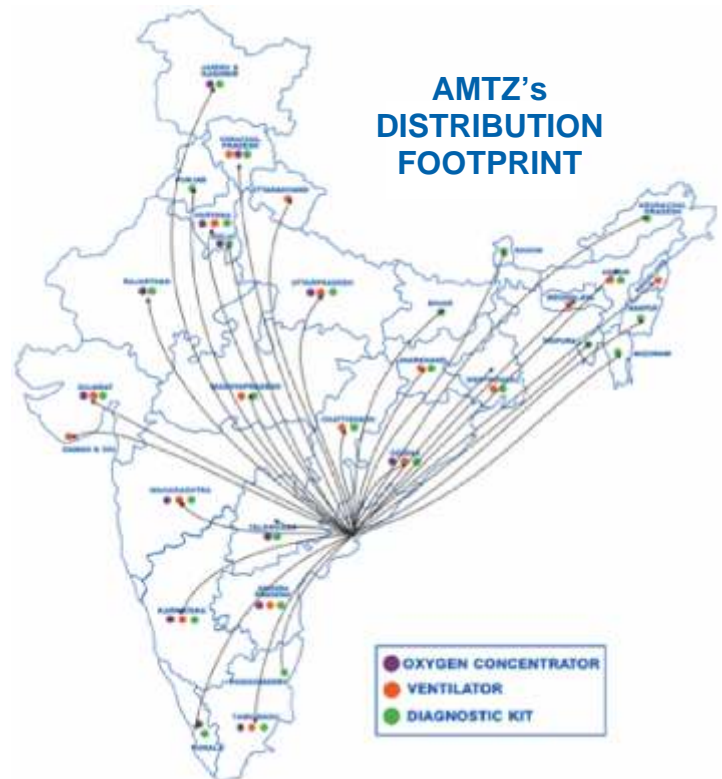 AMTZ's
DISTRIBUTION
FOOTPRINT
JAMMU &
KASHMIR
HIMACHAL
PRADESH
PUNJAB
UTTARAKHAND
HARYANA
ARUNACHAL
PRADESH
SIKKIM
RAJASTHAN
UTTARPRADESH
ASSAM
MEGHALAYA
BIHAR
MANIPUR
TRIPURA
MIZORAM
JHARKHAND
GUJARAT
MADHYAPRADESH
WEST BENGAL
CHATTISGARH
DAMAN & DIU
ODISHA
MAHARASHTRA
TELANGANA
ANDHRA
PRADESH
KARNATAKA
OXYGEN CONCENTRATOR
VENTILATOR
DIAGNOSTIC KIT
TAMILNADU
KERALA